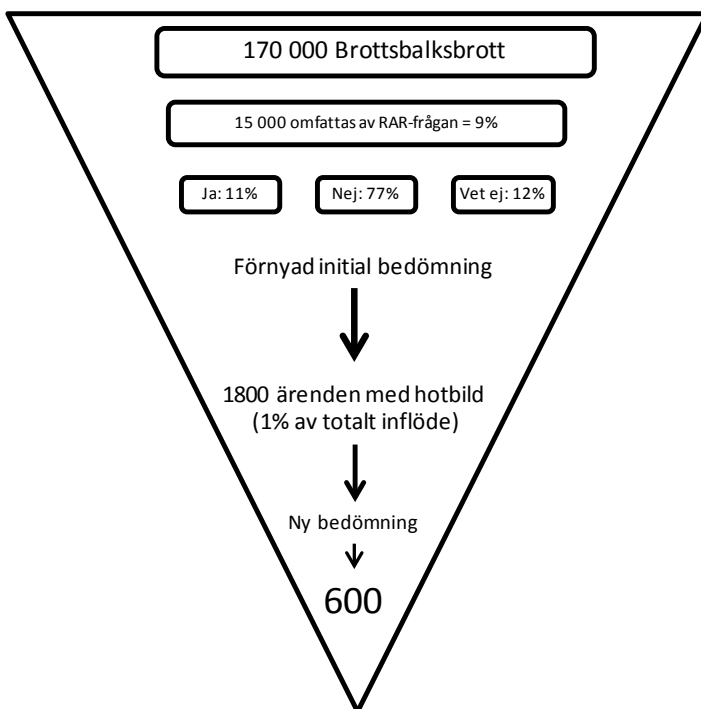 170 000 Brottsbalksbrott
15 000 omfattas av RAR-frågan = 9%
Ja: 11% Nej: 77% Vet ej: 12%
Förnyad initial bedömning
1800 ärenden med hotbild
(1% av totalt inflöde)
Ny bedömning
600